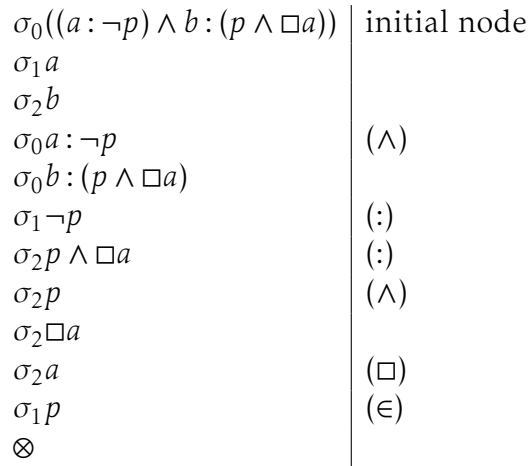 σ₀((a : ¬p) ∧ b : (p ∧ □a)) initial node
σ₁a
σ₂b
σ₀a : ¬p (∧)
σ₀b : (p ∧ □a)
σ₁¬p (:)
σ₂p ∧ □a (:)
σ₂p (∧)
σ₂□a
σ₂a (□)
σ₁p (∈)
⊗